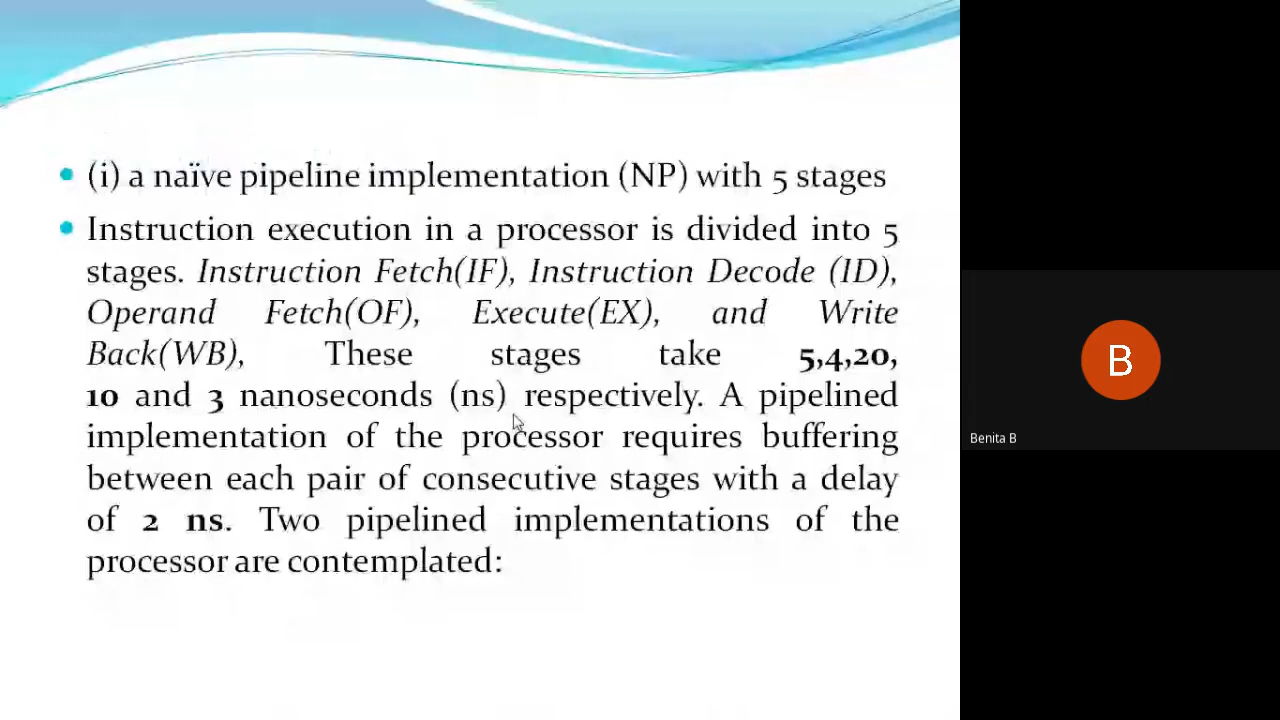 (i) a naïve pipeline implementation (NP) with 5 stages
Instruction execution in a processor is divided into 5
stages. Instruction Fetch(IF), Instruction Decode (ID),
Operand Fetch(OF), Execute(EX), and Write
Back(WB), These stages take 5,4,20,
10 and 3 nanoseconds (ns) respectively. A pipelined
implementation of the processor requires buffering
between each pair of consecutive stages with a delay
of 2 ns. Two pipelined implementations of the
processor are contemplated:
B
Benita B